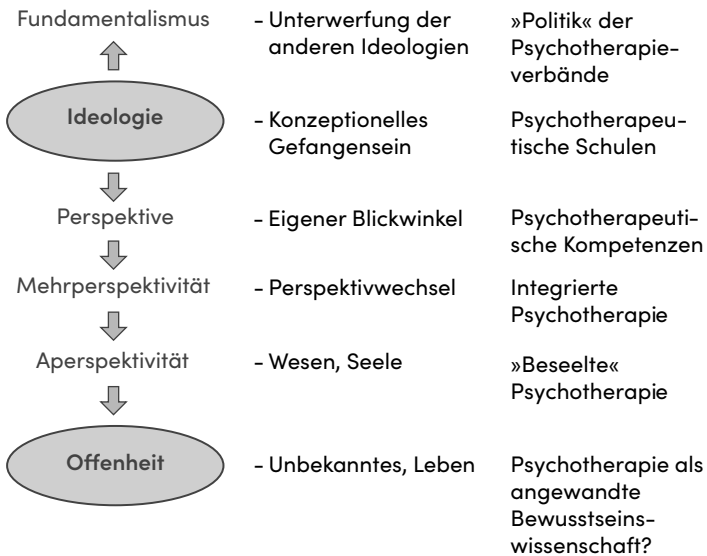 Fundamentalismus
- Unterwerfung der
anderen Ideologien
»Politik« der
Psychotherapie-
verbände
Ideologie
- Konzeptionelles
Gefangensein
Psychotherapeu-
tische Schulen
Perspektive
- Eigener Blickwinkel
Psychotherapeuti-
sche Kompetenzen
Mehrperspektivität
- Perspektivwechsel
Integrierte
Psychotherapie
Aperspektivität
- Wesen, Seele
»Beseelte«
Psychotherapie
Offenheit
- Unbekanntes, Leben
Psychotherapie als
angewandte
Bewusstseins-
wissenschaft?